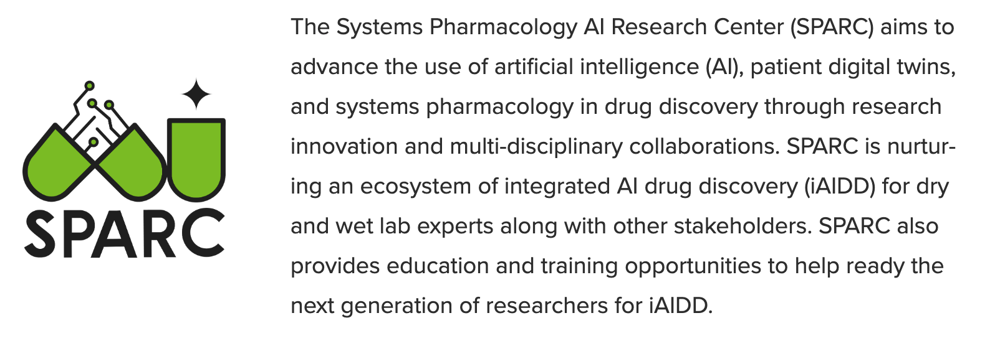 SPARC
The Systems Pharmacology AI Research Center (SPARC) aims to
advance the use of artificial intelligence (AI), patient digital twins,
and systems pharmacology in drug discovery through research
innovation and multi-disciplinary collaborations. SPARC is nurtur-
ing an ecosystem of integrated AI drug discovery (iAIDD) for dry
and wet lab experts along with other stakeholders. SPARC also
provides education and training opportunities to help ready the
next generation of researchers for iAIDD.